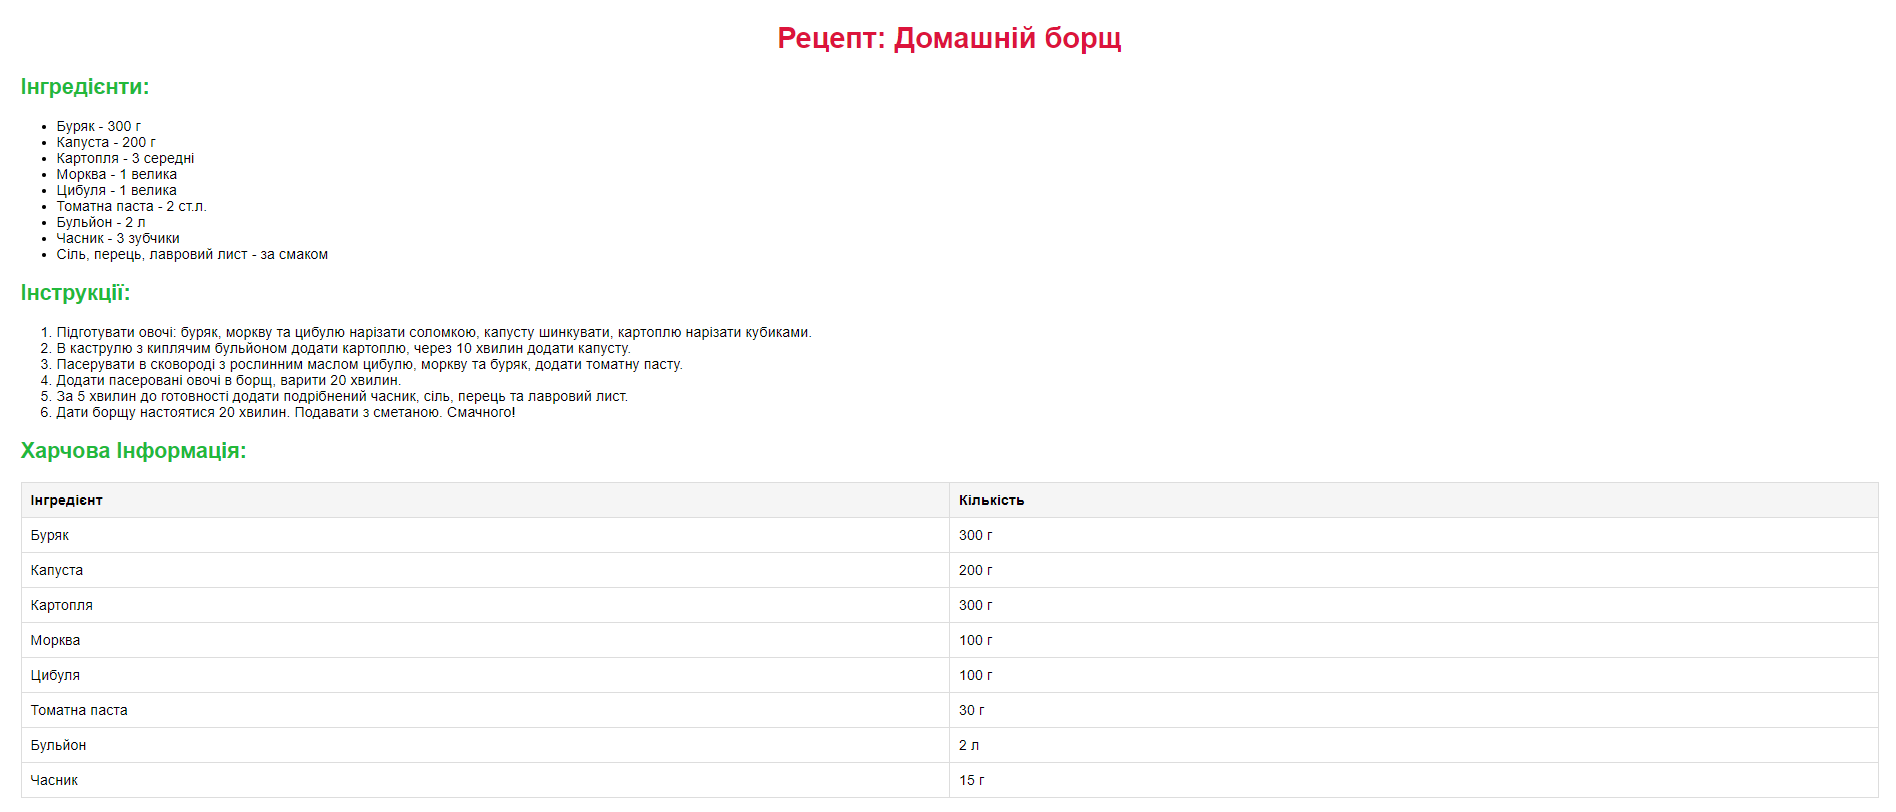 Рецепт: Домашній борщ
Інгредієнти:
• Буряк - 300 г
• Капуста - 200 г
• Картопля - 3 середні
• Морква - 1 велика
• Цибуля - 1 велика
• Томатна паста - 2 ст.л.
• Бульйон - 2 л
• Часник - 3 зубчики
• Сіль, перець, лавровий лист - за смаком
Інструкції:
1. Підготувати овочі: буряк, моркву та цибулю нарізати соломкою, капусту шинкувати, картоплю нарізати кубиками.
2. В каструлю з киплячим бульйоном додати картоплю, через 10 хвилин додати капусту.
3. Пасерувати в сковороді з рослинним маслом цибулю, моркву та буряк, додати томатну пасту.
4. Додати пасеровані овочі в борщ, варити 20 хвилин.
5. За 5 хвилин до готовності додати подрібнений часник, сіль, перець та лавровий лист.
6. Дати борщу настоятися 20 хвилин. Подавати з сметаною. Смачного!
Харчова Інформація:
Інгредієнт Кількість
Буряк 300 г
Капуста 200 г
Картопля 300 г
Морква 100 г
Цибуля 100 г
Томатна паста 30 г
Бульйон 2 л
Часник 15 г